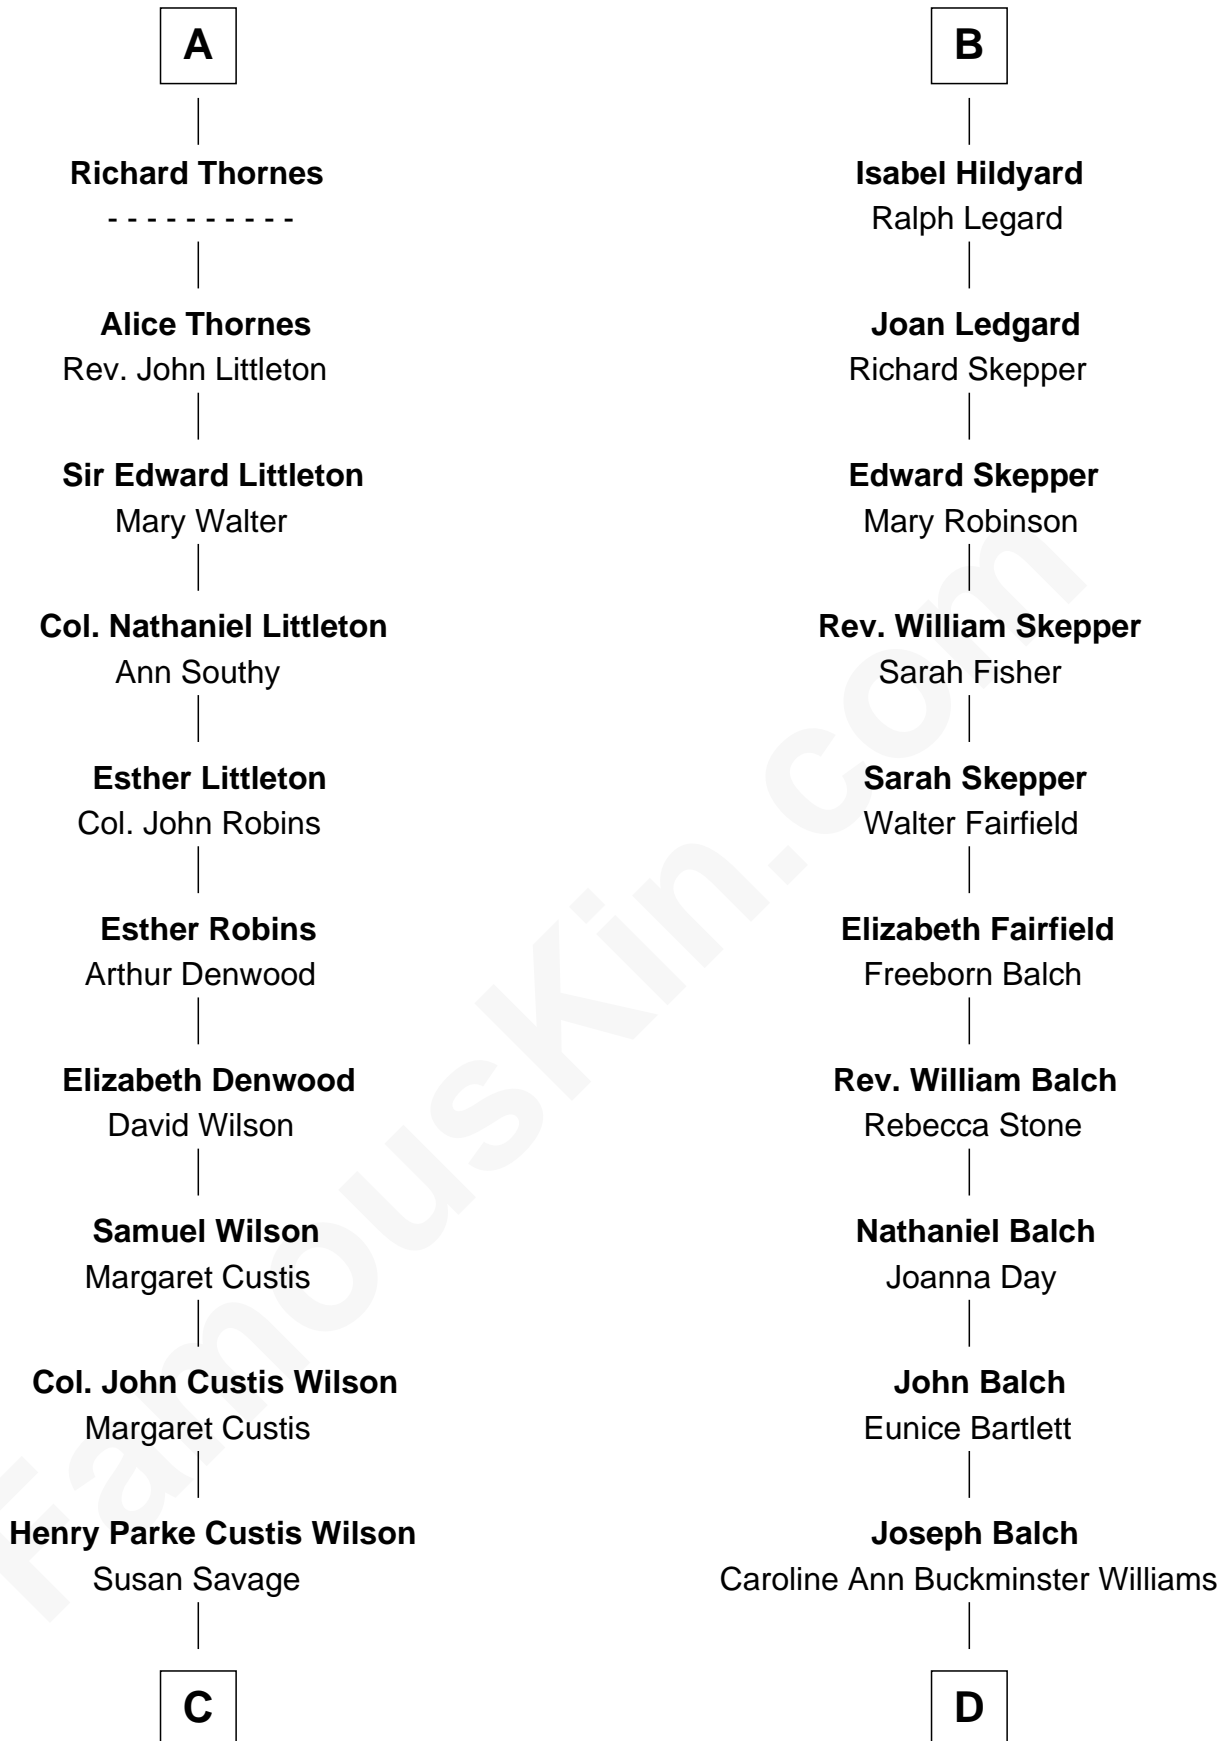 A
Richard Thornes
- - - - - - - - - -
Alice Thornes
Rev. John Littleton
Sir Edward Littleton
Mary Walter
Col. Nathaniel Littleton
Ann Southy
Esther Littleton
Col. John Robins
Esther Robins
Arthur Denwood
Elizabeth Denwood
David Wilson
Samuel Wilson
Margaret Custis
Col. John Custis Wilson
Margaret Custis
Henry Parke Custis Wilson
Susan Savage
C
B
Isabel Hildyard
Ralph Legard
Joan Ledgard
Richard Skepper
Edward Skepper
Mary Robinson
Rev. William Skepper
Sarah Fisher
Sarah Skepper
Walter Fairfield
Elizabeth Fairfield
Freeborn Balch
Rev. William Balch
Rebecca Stone
Nathaniel Balch
Joanna Day
John Balch
Eunice Bartlett
Joseph Balch
Caroline Ann Buckminster Williams
D
FamousKin.com